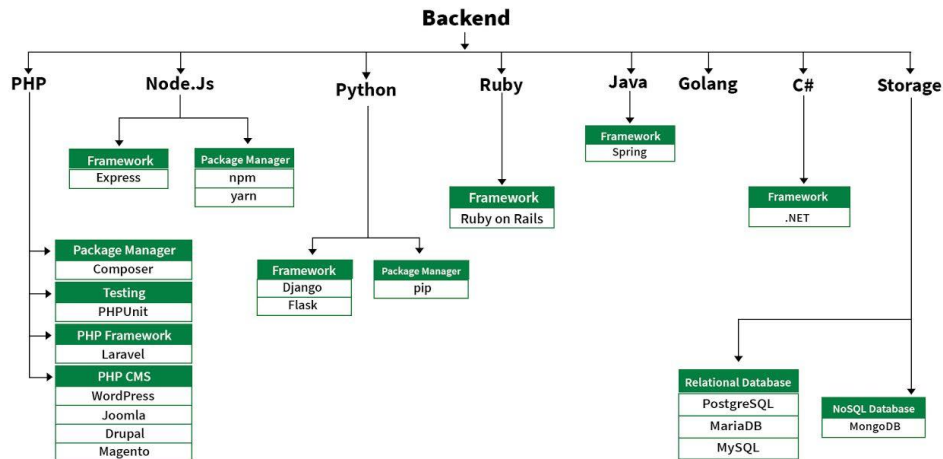 Backend
PHP
Node.Js
Python
Ruby
Java
Golang
C#
Storage
Framework
Express
Package Manager
npm
yarn
Framework
Spring
Framework
Ruby on Rails
Framework
.NET
Package Manager
Composer
Testing
PHPUnit
PHP Framework
Laravel
PHP CMS
WordPress
Joomla
Drupal
Magento
Framework
Django
Flask
Package Manager
pip
Relational Database
PostgreSQL
MariaDB
MySQL
NoSQL Database
MongoDB